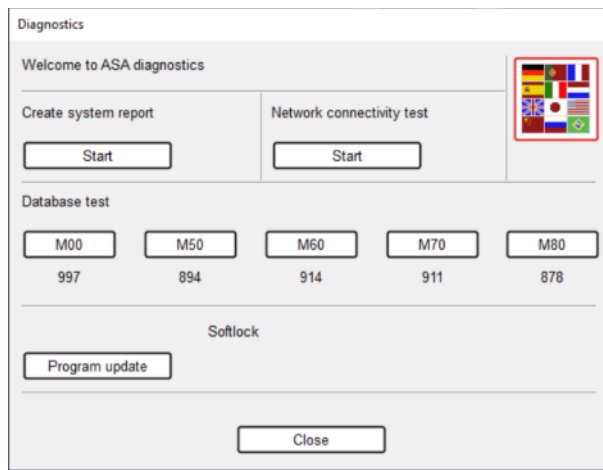 Diagnostics
Welcome to ASA diagnostics
Create system report
Network connectivity test
Start
Start
Database test
M00 M50 M60 M70 M80
997 894 914 911 878
Softlock
Program update
Close